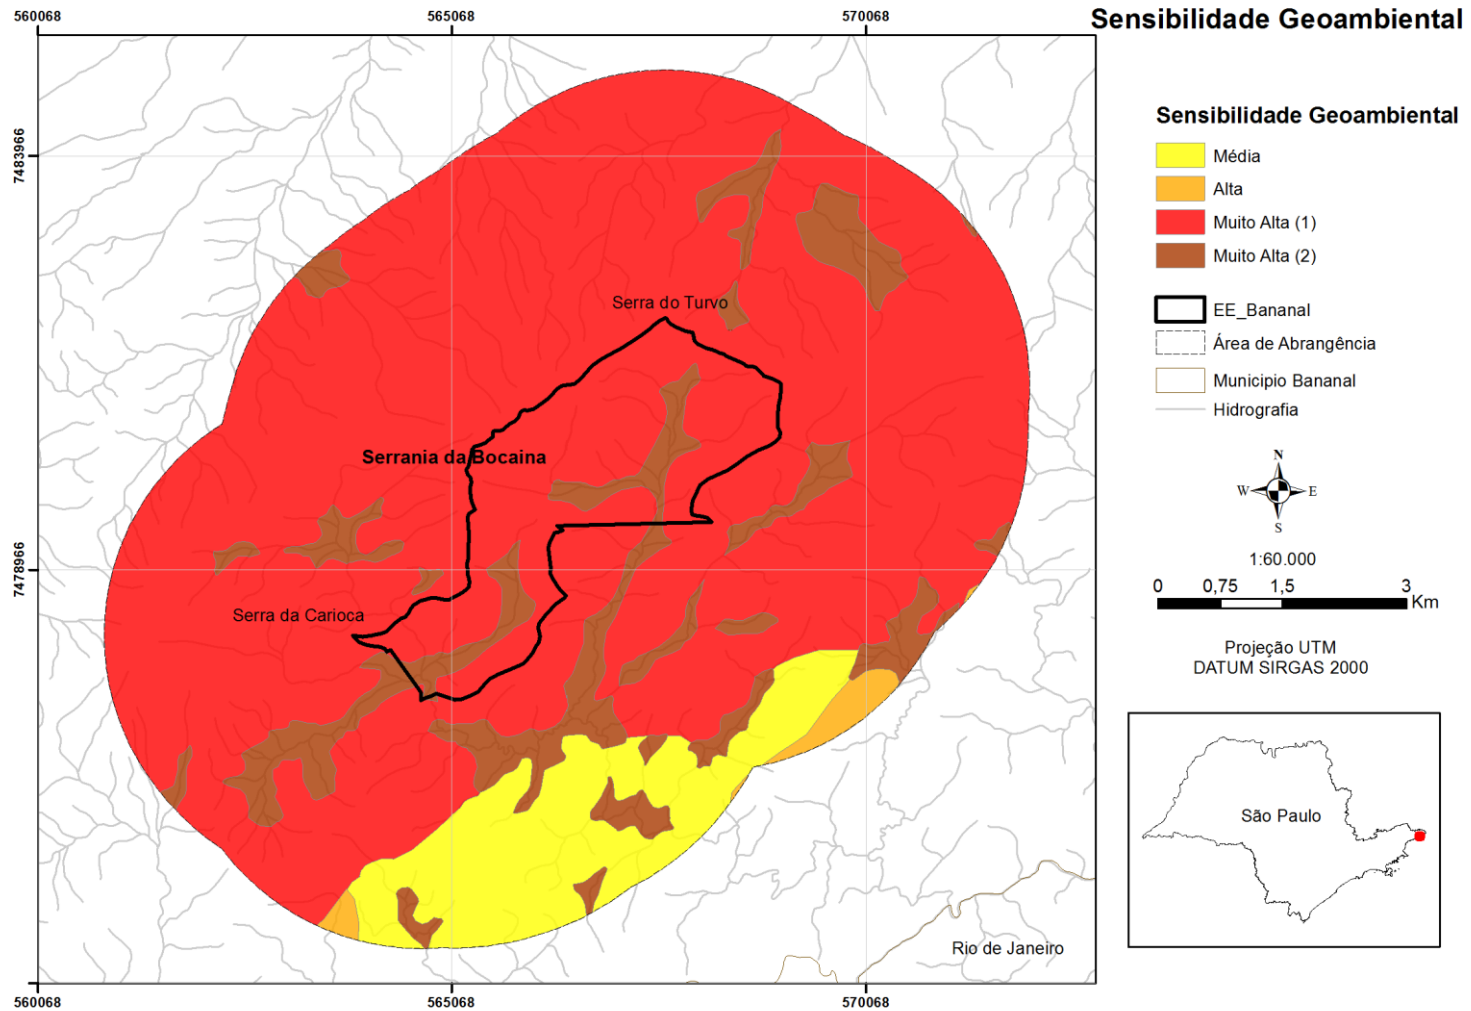 560068
565068
570068
Sensibilidade Geoambiental
7483966
7478966
Serra do Turvo
Serrania da Bocaina
Serra da Carioca
Rio de Janeiro
560068
565068
570068
Sensibilidade Geoambiental
Média
Alta
Muito Alta (1)
Muito Alta (2)
EE_Bananal
Área de Abrangência
Municipio Bananal
Hidrografia
N
W E
S
1:60.000
0 0,75 1,5 3
Km
Projeção UTM
DATUM SIRGAS 2000
São Paulo